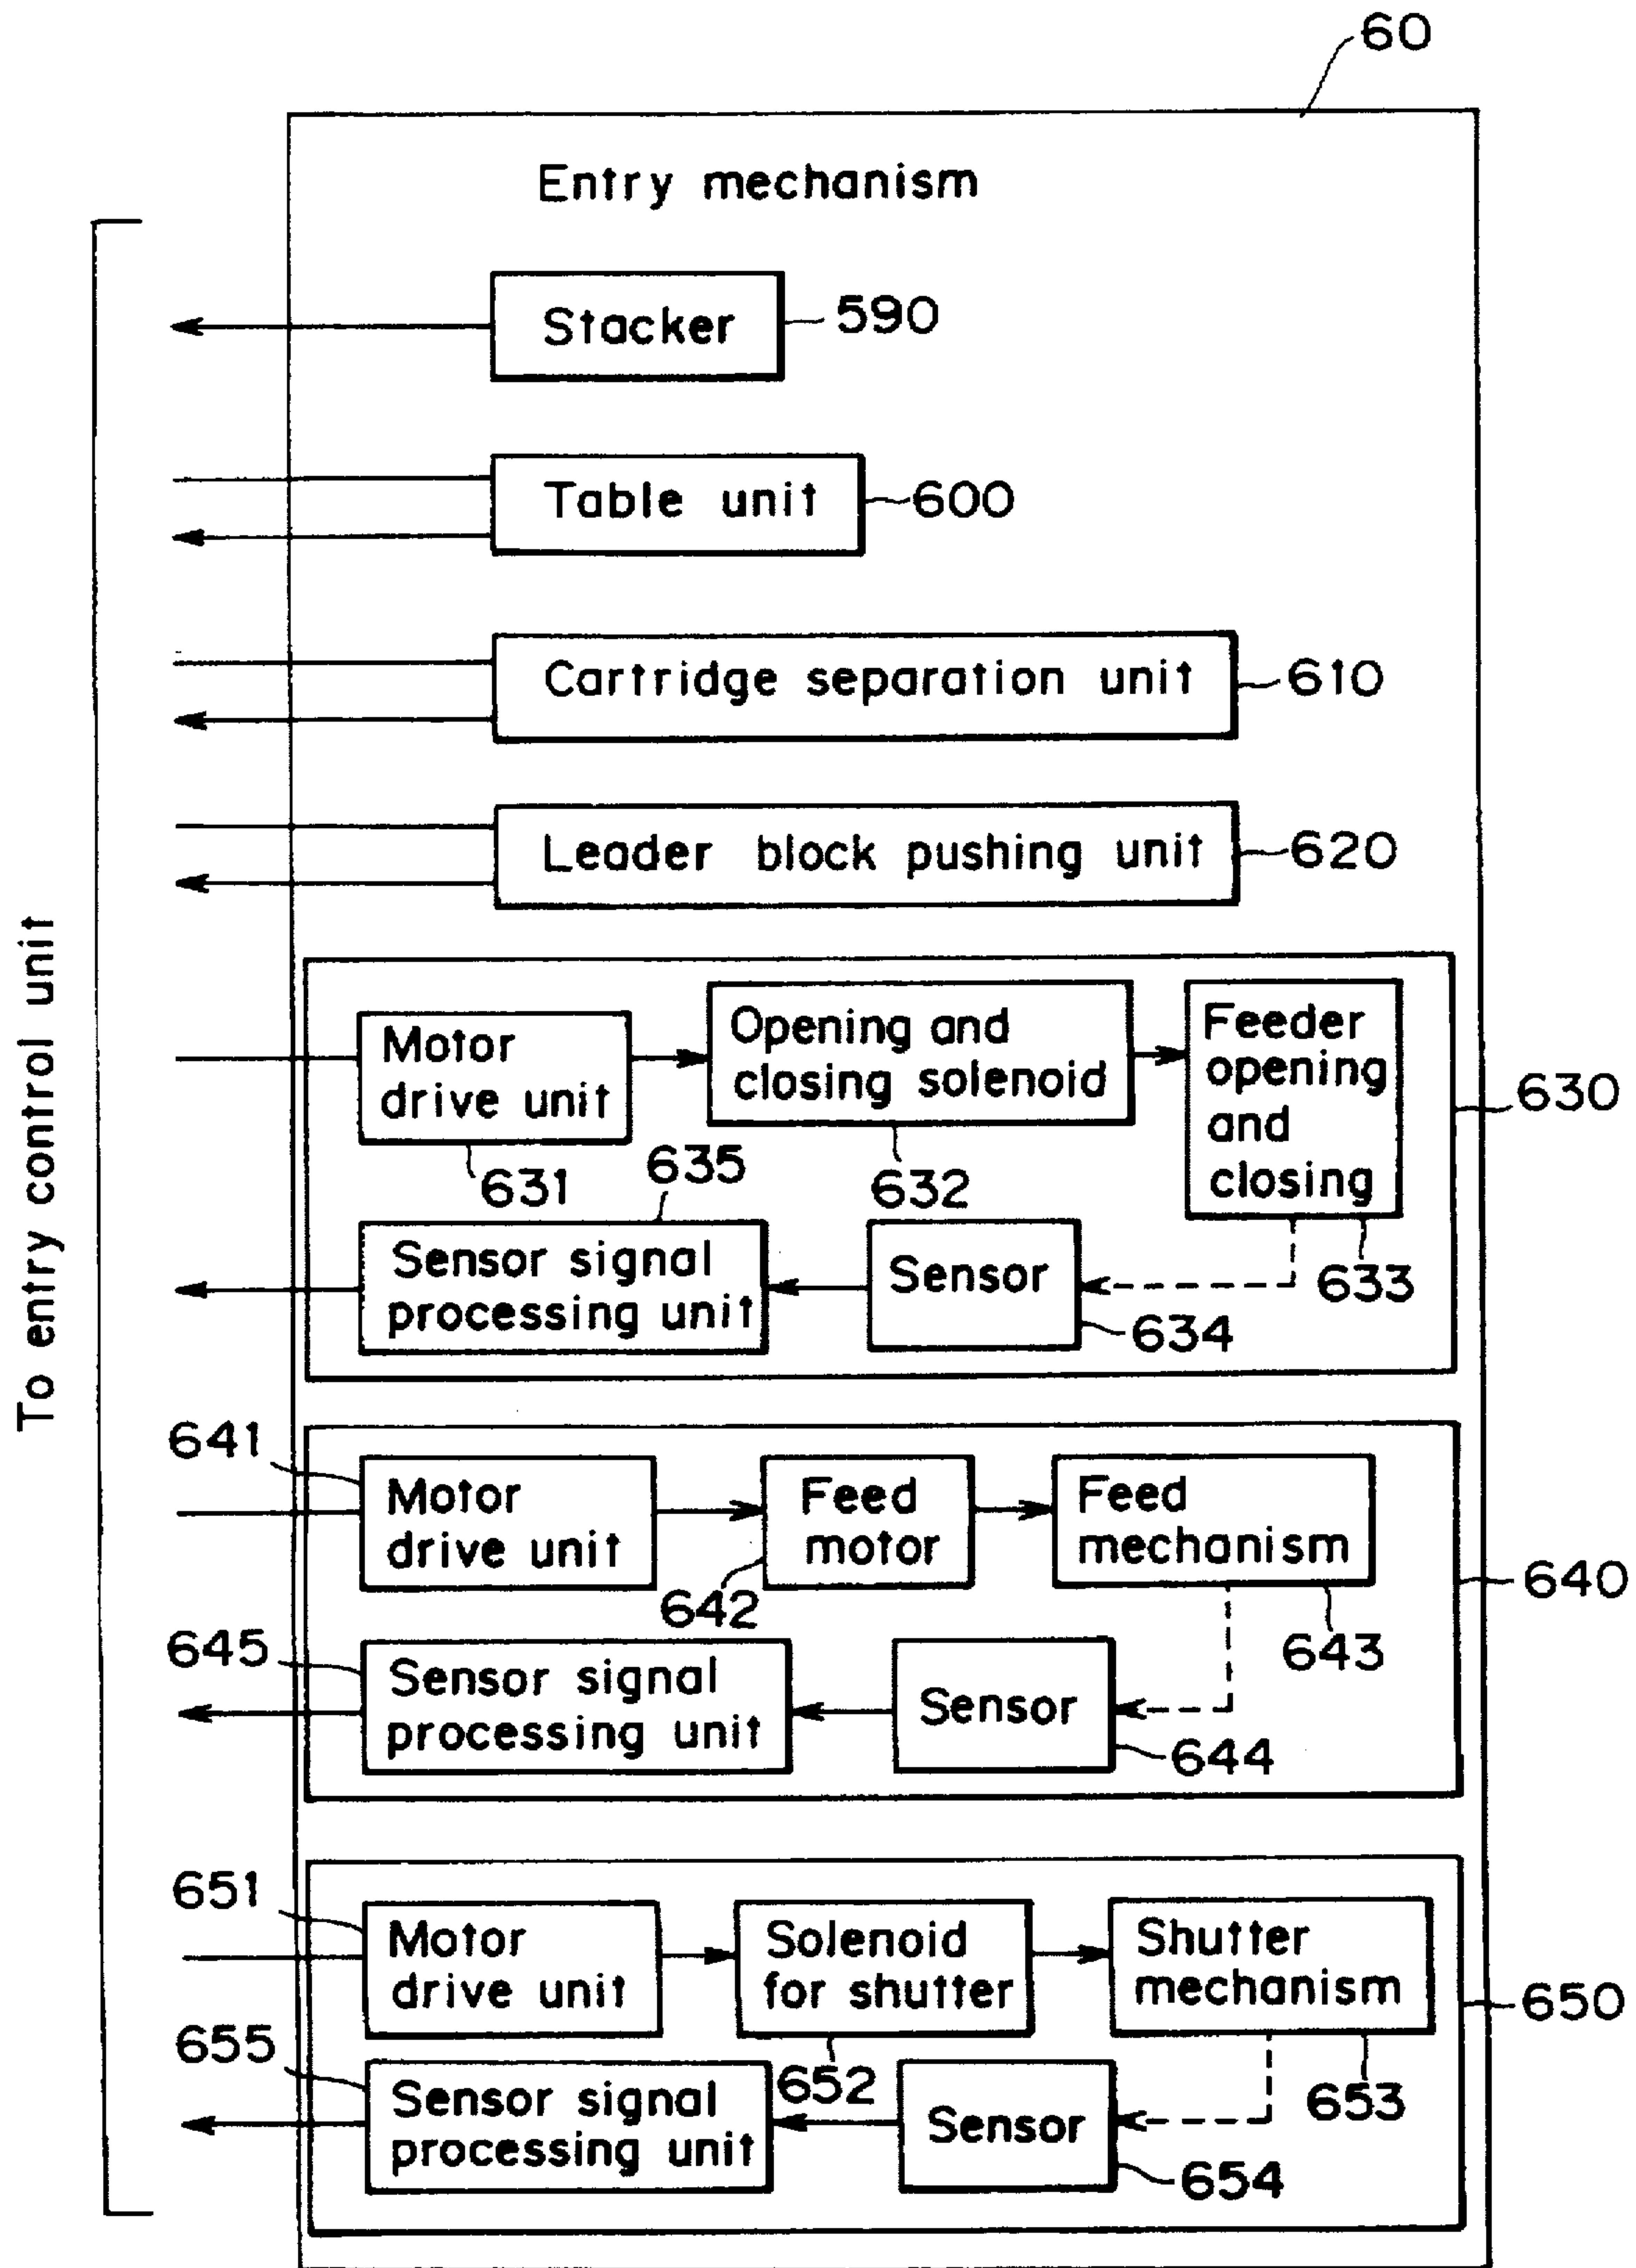 60
Entry mechanism
Stacker
590
Table unit
600
Cartridge separation unit
610
Leader block pushing unit
620
To entry control unit
Motor
drive unit
631
Opening and
closing solenoid
632
Feeder
opening
and
closing
633
630
635
Sensor signal
processing unit
Sensor
634
641
Motor
drive unit
Feed
motor
642
Feed
mechanism
643
640
645
Sensor signal
processing unit
Sensor
644
651
Motor
drive unit
Solenoid
for shutter
652
Shutter
mechanism
653
650
655
Sensor signal
processing unit
Sensor
654